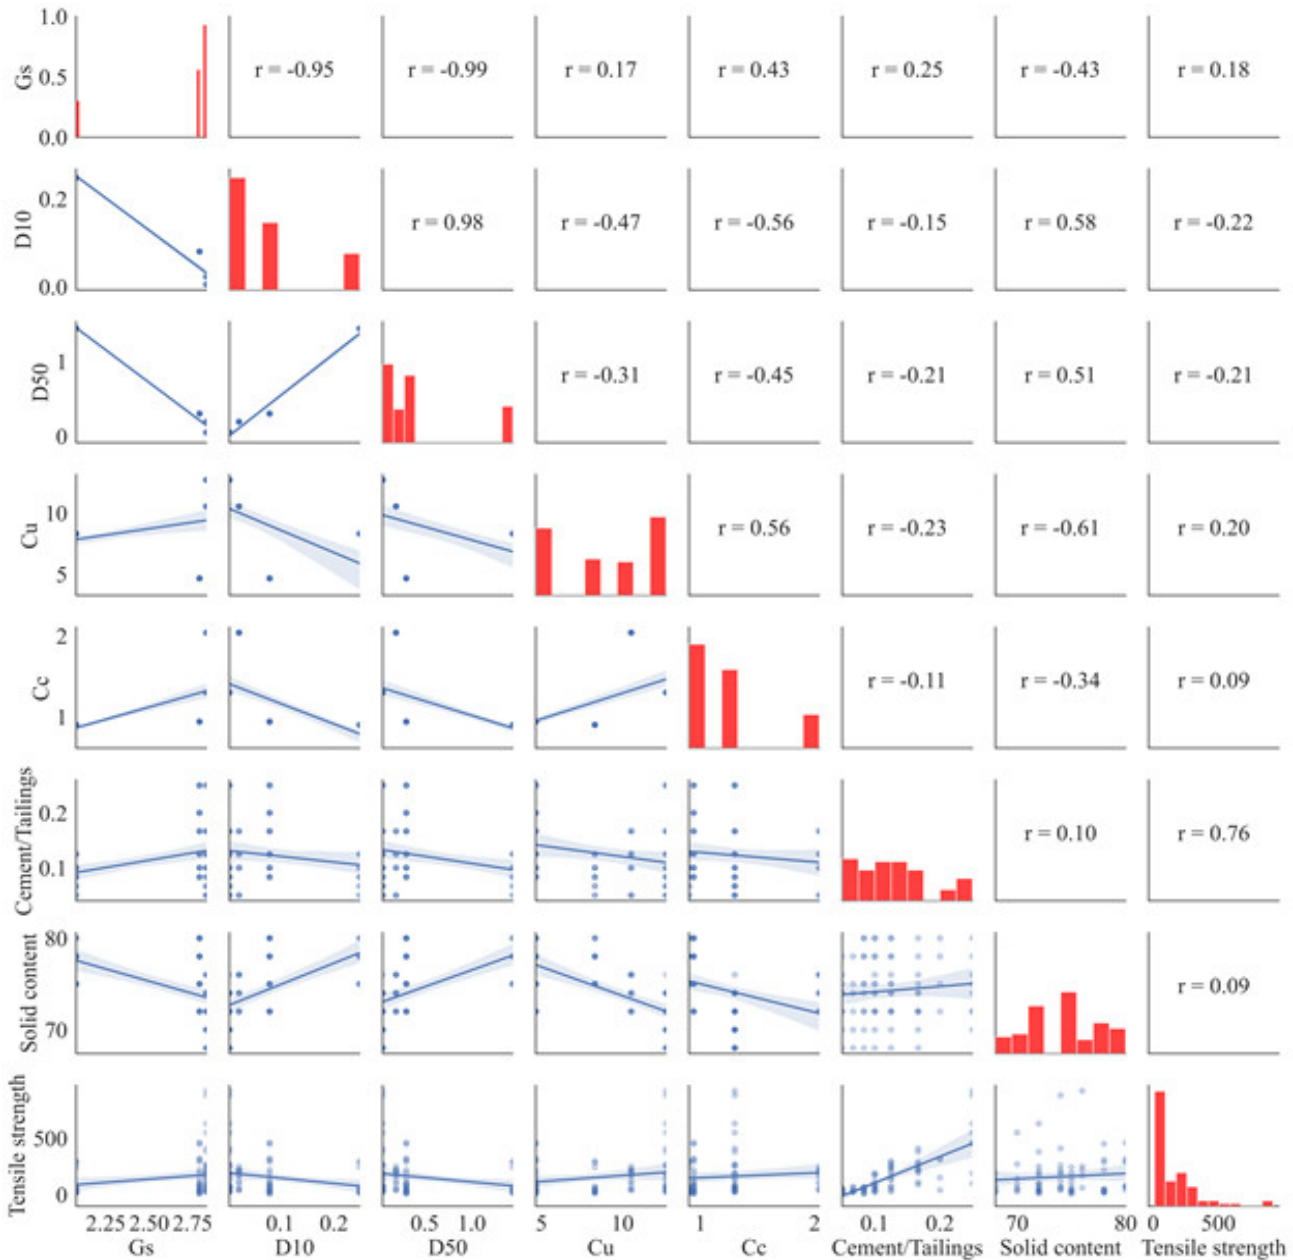 1.0
0.5
0.0
Gs
r = -0.95
r = -0.99
r = 0.17
r = 0.43
r = 0.25
r = -0.43
r = 0.18
0.2
0.0
D10
r = 0.98
r = -0.47
r = -0.56
r = -0.15
r = 0.58
r = -0.22
1
0
D50
r = -0.31
r = -0.45
r = -0.21
r = 0.51
r = -0.21
10
5
Cu
r = 0.56
r = -0.23
r = -0.61
r = 0.20
2
1
Cc
r = -0.11
r = -0.34
r = 0.09
0.2
0.1
Cement/Tailings
r = 0.10
r = 0.76
80
70
Solid content
r = 0.09
500
0
Tensile strength
2.25 2.50 2.75
0.1 0.2
0.5 1.0
5 10
1 2
0.1 0.2
70 80
0 500
Gs
D10
D50
Cu
Cc
Cement/Tailings
Solid content
Tensile strength